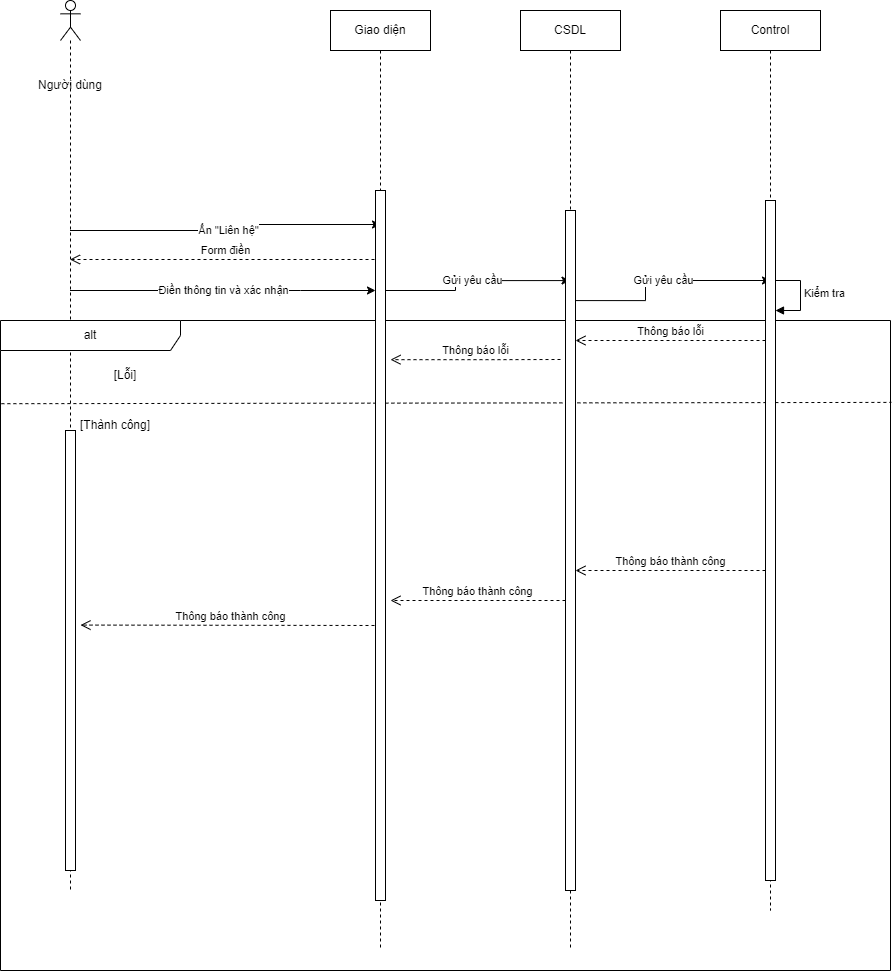 Giao diện
CSDL
Control
Người dùng
Ấn "Liên hệ"
Form điền
Điền thông tin và xác nhận
Gửi yêu cầu
Gửi yêu cầu
Kiểm tra
alt
Thông báo lỗi
Thông báo lỗi
[Lỗi]
[Thành công]
Thông báo thành công
Thông báo thành công
Thông báo thành công